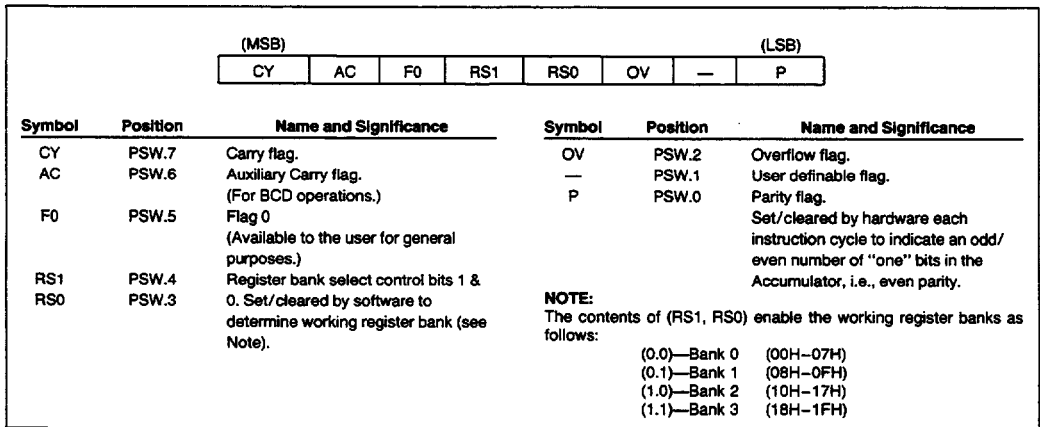 (MSB) (LSB)
CY AC F0 RS1 RS0 OV — P
Symbol Position Name and Significance
CY PSW.7 Carry flag.
AC PSW.6 Auxiliary Carry flag.
(For BCD operations.)
F0 PSW.5 Flag 0
(Available to the user for general
purposes.)
RS1 PSW.4 Register bank select control bits 1 &
RS0 PSW.3 0. Set/cleared by software to
determine working register bank (see
Note).
Symbol Position Name and Significance
OV PSW.2 Overflow flag.
— PSW.1 User definable flag.
P PSW.0 Parity flag.
Set/cleared by hardware each
instruction cycle to indicate an odd/
even number of "one" bits in the
Accumulator, i.e., even parity.
NOTE:
The contents of (RS1, RS0) enable the working register banks as
follows:
(0.0)—Bank 0 (00H–07H)
(0.1)—Bank 1 (08H–0FH)
(1.0)—Bank 2 (10H–17H)
(1.1)—Bank 3 (18H–1FH)